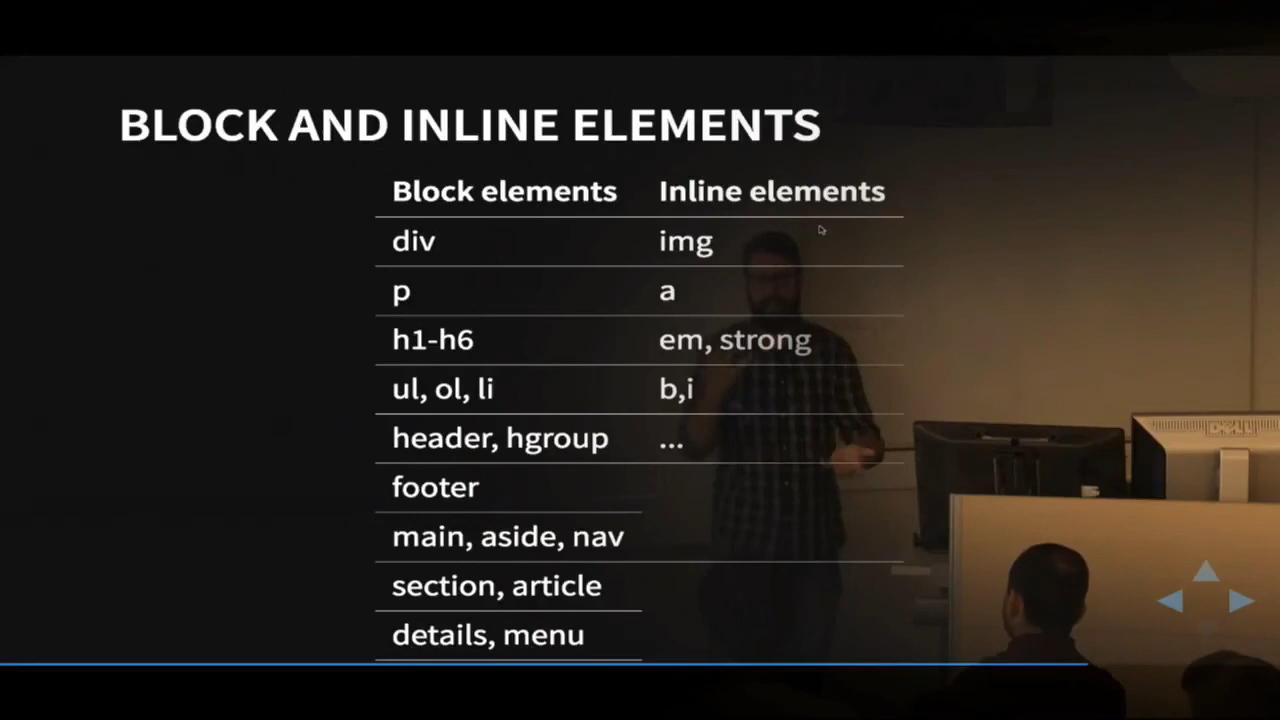 BLOCK AND INLINE ELEMENTS
Block elements Inline elements
div img
p a
h1-h6 em, strong
ul, ol, li b,i
header, hgroup ...
footer
main, aside, nav
section, article
details, menu
DELL